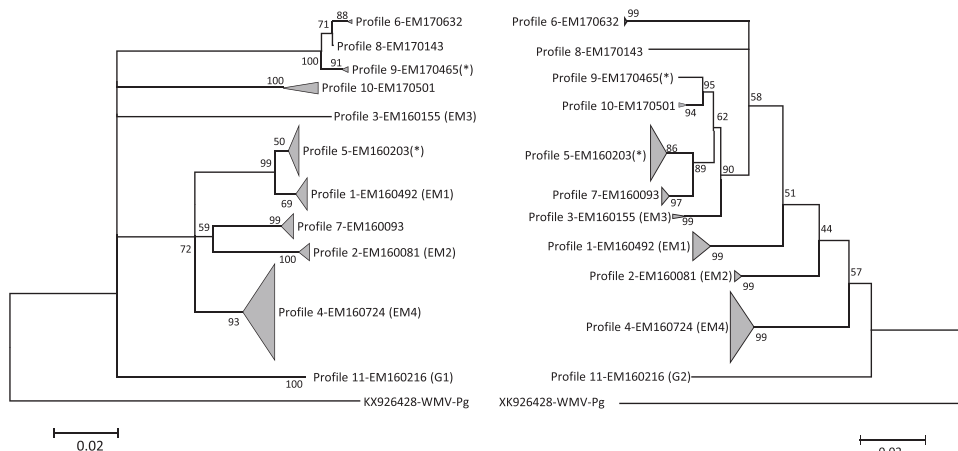 88
Profile 6-EM170632
71
Profile 8-EM170143
100
91
Profile 9-EM170465(*)
100
Profile 10-EM170501
Profile 3-EM160155 (EM3)
50
Profile 5-EM160203(*)
99
69
Profile 1-EM160492 (EM1)
99
Profile 7-EM160093
59
72
100
Profile 2-EM160081 (EM2)
Profile 4-EM160724 (EM4)
93
100
Profile 11-EM160216 (G1)
KX926428-WMV-Pg
0.02
Profile 6-EM170632
99
Profile 8-EM170143
Profile 9-EM170465(*)
95
Profile 10-EM170501
94
58
62
Profile 5-EM160203(*)
86
89
90
Profile 7-EM160093
97
Profile 3-EM160155 (EM3)
99
51
Profile 1-EM160492 (EM1)
99
44
Profile 2-EM160081 (EM2)
99
57
Profile 4-EM160724 (EM4)
99
Profile 11-EM160216 (G2)
XK926428-WMV-Pg